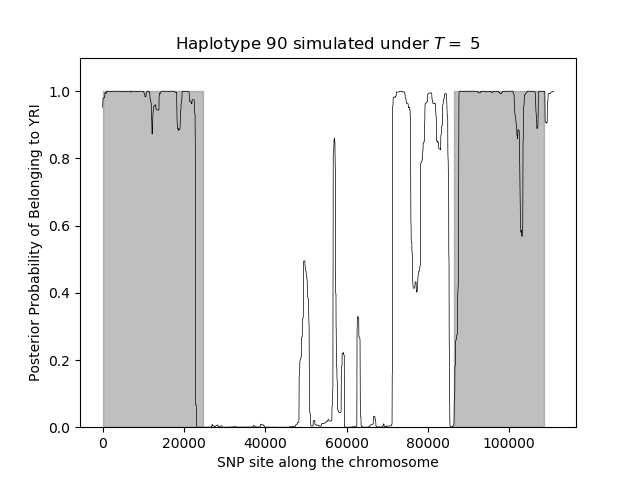 Haplotype 90 simulated under T = 5
Posterior Probability of Belonging to YRI
1.0
0.8
0.6
0.4
0.2
0.0
0 20000 40000 60000 80000 100000
SNP site along the chromosome